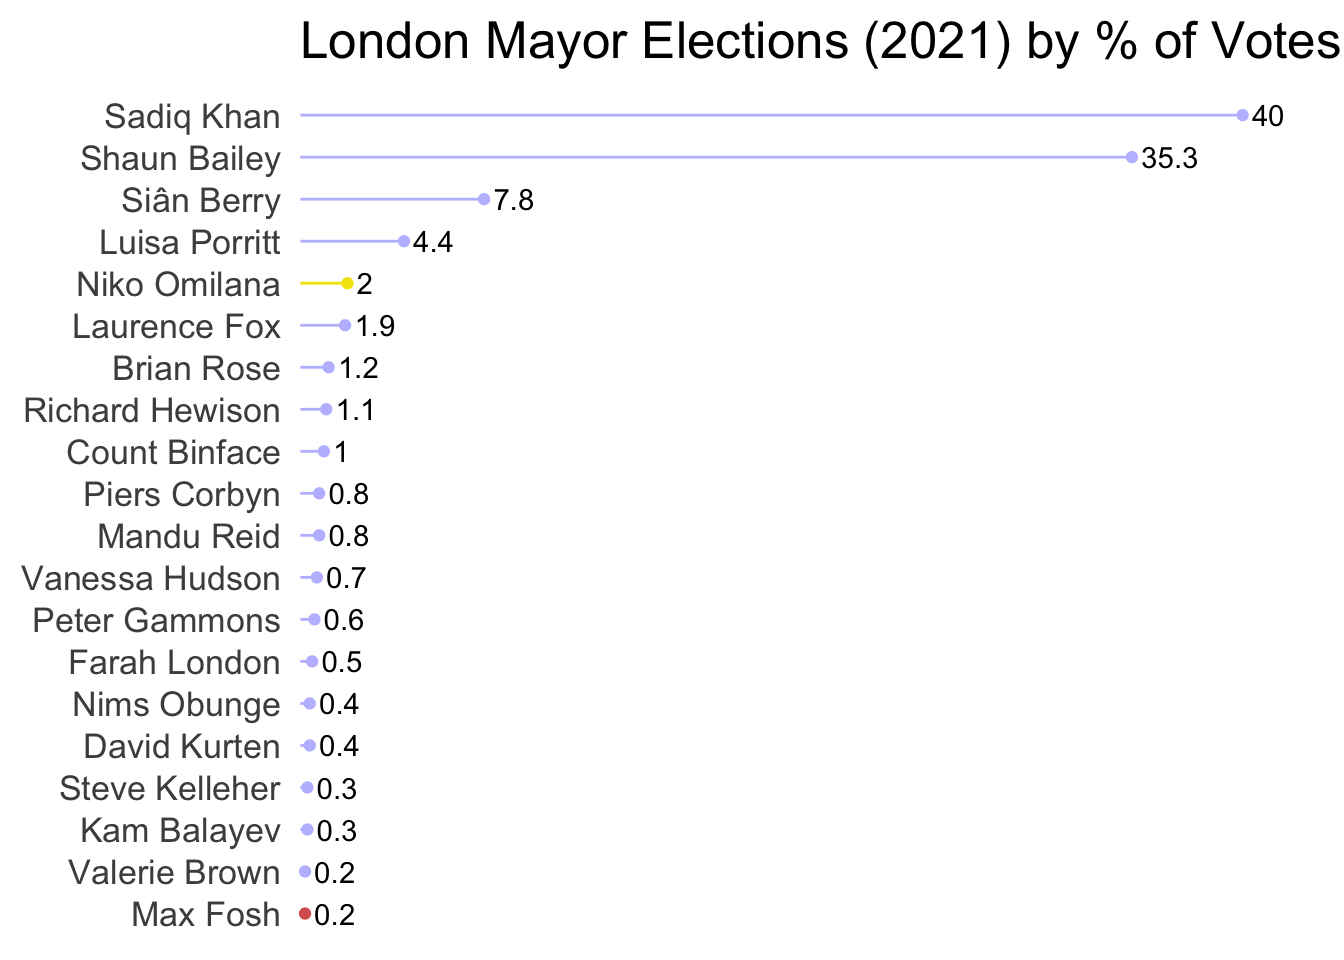 London Mayor Elections (2021) by % of Votes
Sadiq Khan 40
Shaun Bailey 35.3
Siân Berry 7.8
Luisa Porritt 4.4
Niko Omilana 2
Laurence Fox 1.9
Brian Rose 1.2
Richard Hewison 1.1
Count Binface 1
Piers Corbyn 0.8
Mandu Reid 0.8
Vanessa Hudson 0.7
Peter Gammons 0.6
Farah London 0.5
Nims Obunge 0.4
David Kurten 0.4
Steve Kelleher 0.3
Kam Balayev 0.3
Valerie Brown 0.2
Max Fosh 0.2